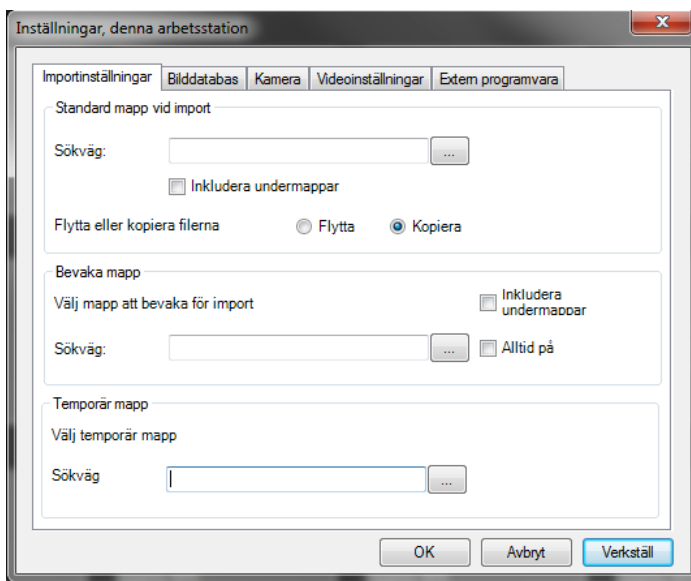 Inställningar, denna arbetsstation
Importinställningar Bilddatabas Kamera Videoinställningar Extern programvara
Standard mapp vid import
Sökväg: ...
Inkludera undermappar
Flytta eller kopiera filerna Flytta Kopiera
Bevaka mapp
Välj mapp att bevaka för import
Inkludera
undermappar
Sökväg: ... Alltid på
Temporär mapp
Välj temporär mapp
Sökväg ...
OK Avbryt Verkställ